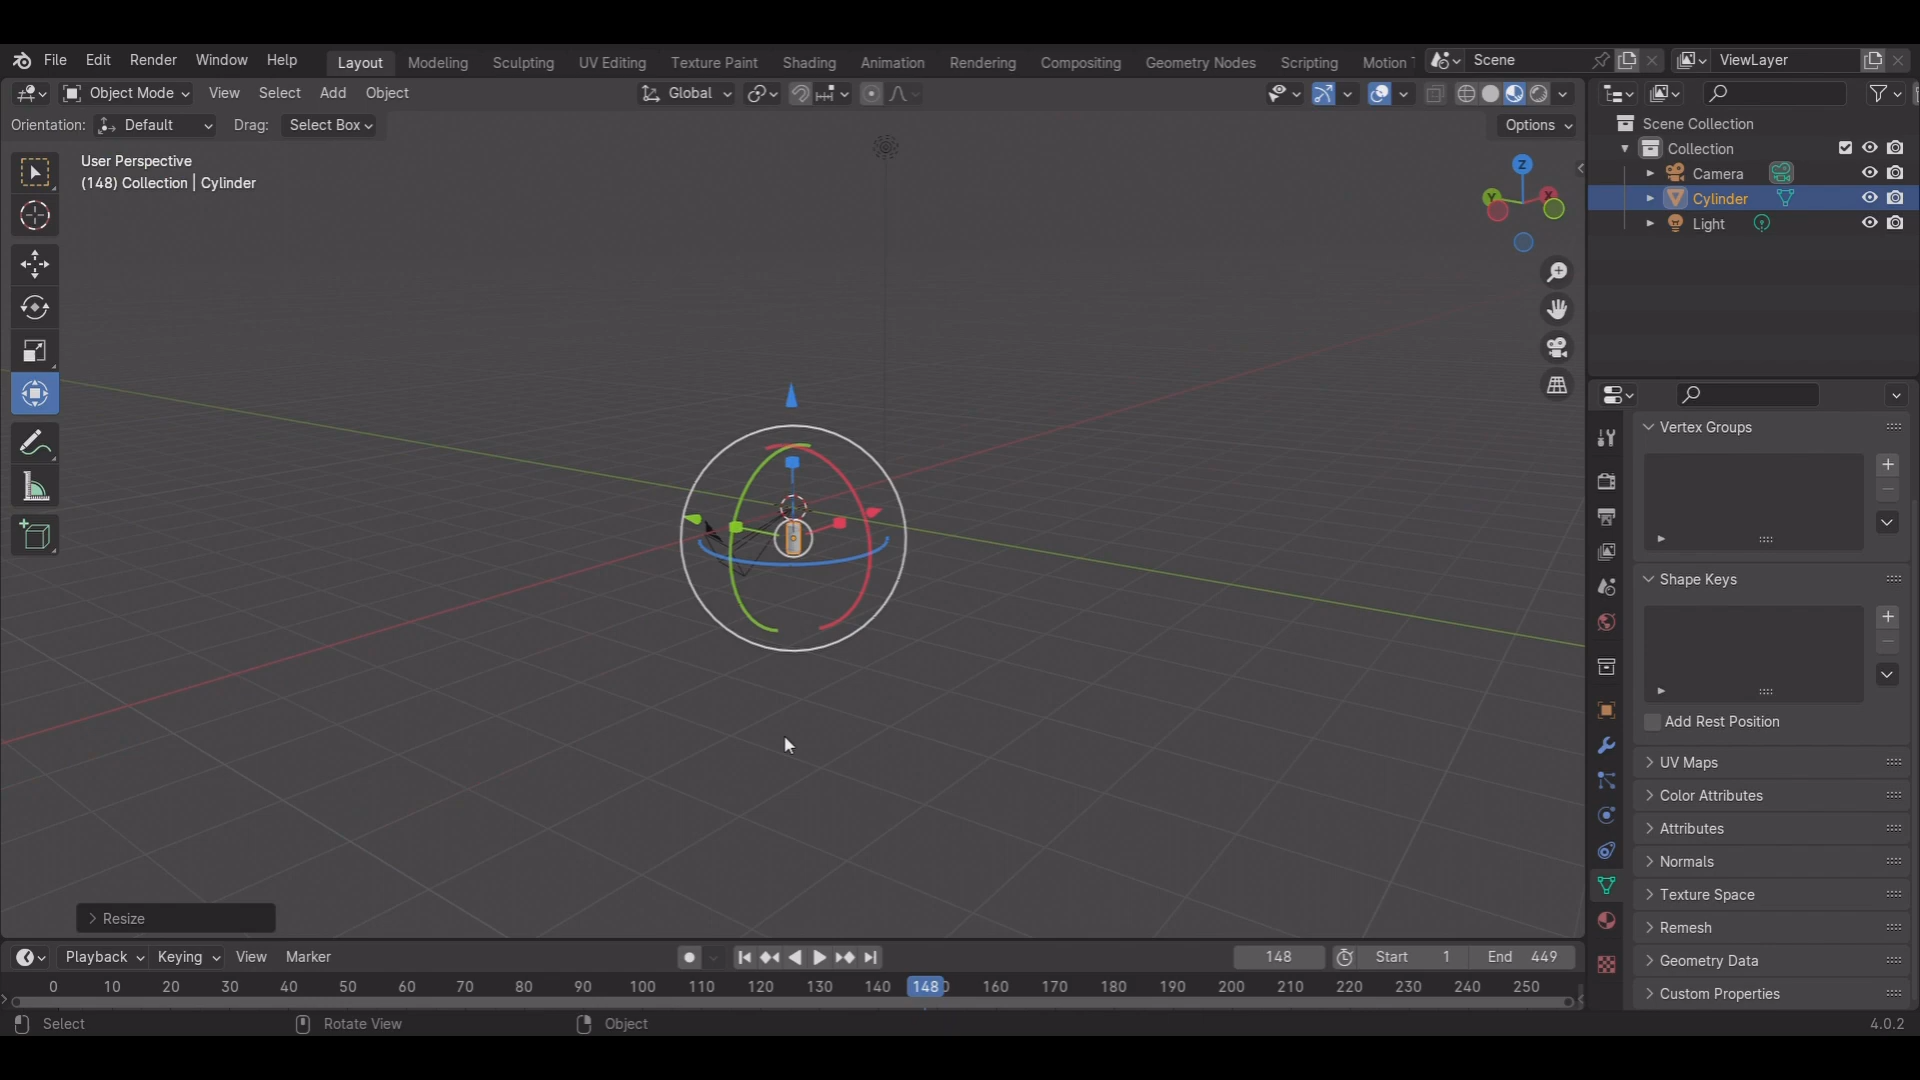 File Edit Render Window Help Layout Modeling Sculpting UV Editing Texture Paint Shading Animation Rendering Compositing Geometry Nodes Scripting Motion Scene ViewLayer
Object Mode View Select Add Object Global
Orientation: Default Drag: Select Box Options
User Perspective
(148) Collection | Cylinder
Z
Y
X
Scene Collection
Collection
Camera
Cylinder
Light
Vertex Groups
Shape Keys
Add Rest Position
UV Maps
Color Attributes
Attributes
Normals
Texture Space
Remesh
Geometry Data
Custom Properties
Resize
Playback Keying View Marker 148 Start 1 End 449
0 10 20 30 40 50 60 70 80 90 100 110 120 130 140 148 160 170 180 190 200 210 220 230 240 250
Select Rotate View Object 4.0.2